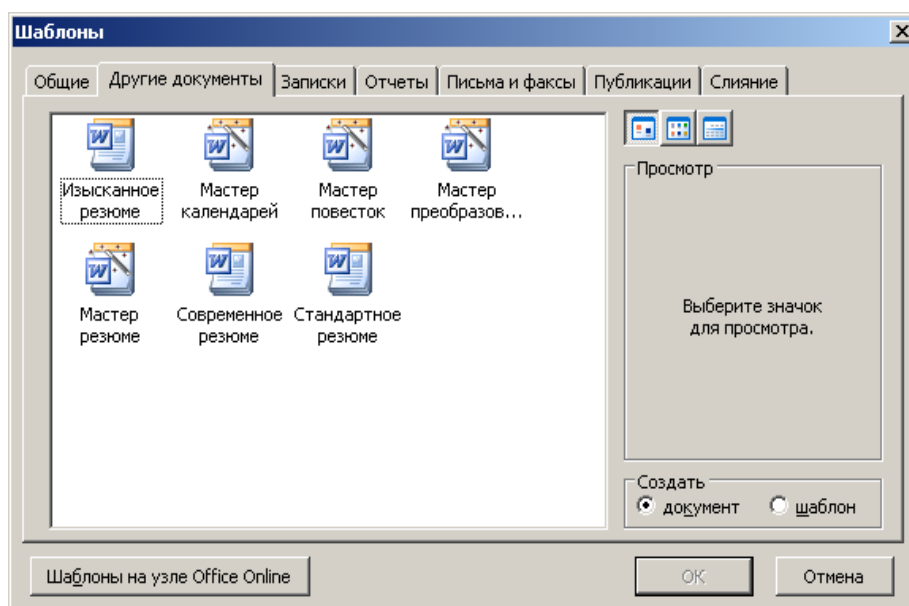 Шаблоны
Общие Другие документы Записки Отчеты Письма и факсы Публикации Слияние
Изысканное резюме
Мастер календарей
Мастер повесток
Мастер преобразов...
Мастер резюме
Современное резюме
Стандартное резюме
Просмотр
Выберите значок
для просмотра.
Создать
документ шаблон
Шаблоны на узле Office Online
ОК Отмена